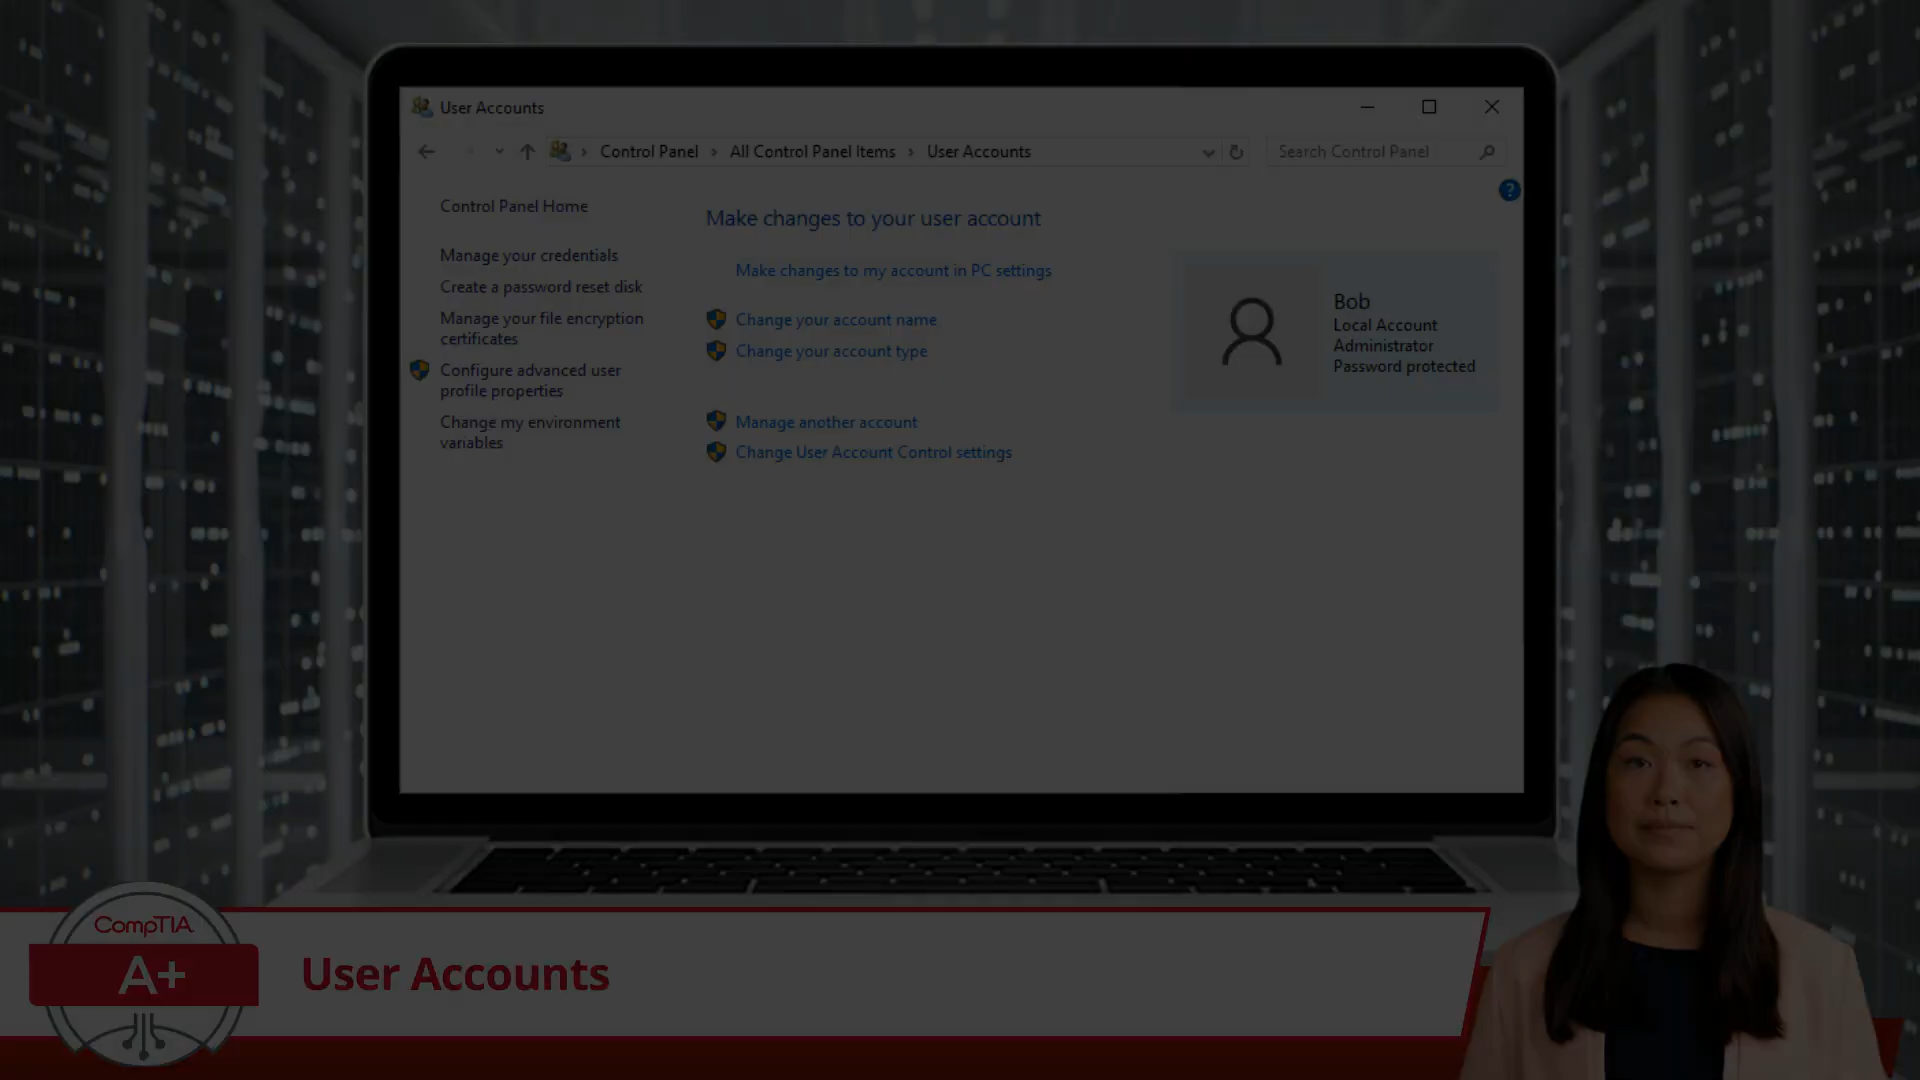 User Accounts
Control Panel › All Control Panel Items › User Accounts
Search Control Panel
?
Control Panel Home
Manage your credentials
Create a password reset disk
Manage your file encryption
certificates
Configure advanced user
profile properties
Change my environment
variables
Make changes to your user account
Make changes to my account in PC settings
Change your account name
Change your account type
Manage another account
Change User Account Control settings
Bob
Local Account
Administrator
Password protected
CompTIA
A+
User Accounts